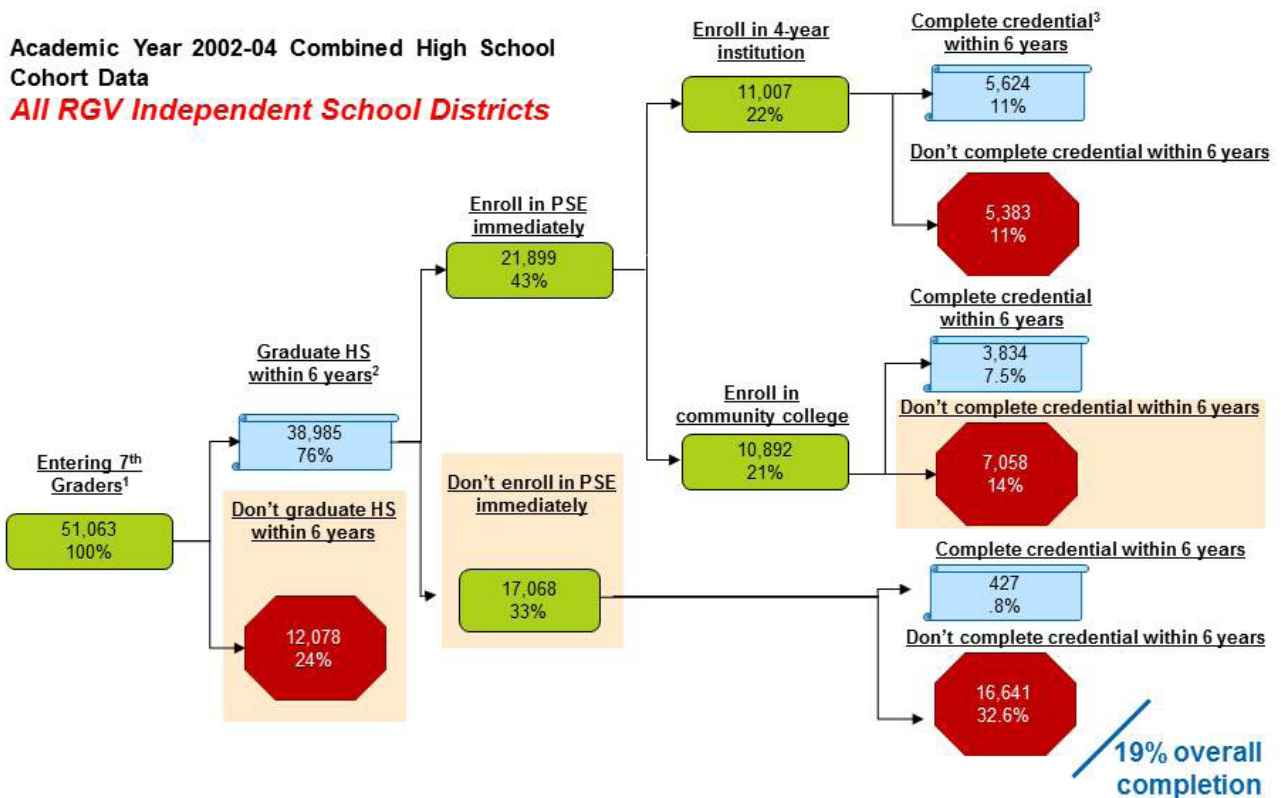 Academic Year 2002-04 Combined High School
Cohort Data
All RGV Independent School Districts
Entering 7th
Graders1
51,063
100%
Graduate HS
within 6 years2
38,985
76%
Don't graduate HS
within 6 years
12,078
24%
Enroll in PSE
immediately
21,899
43%
Don't enroll in PSE
immediately
17,068
33%
Enroll in 4-year
institution
11,007
22%
Enroll in
community college
10,892
21%
Complete credential3
within 6 years
5,624
11%
Don't complete credential within 6 years
5,383
11%
Complete credential
within 6 years
3,834
7.5%
Don't complete credential within 6 years
7,058
14%
Complete credential within 6 years
427
.8%
Don't complete credential within 6 years
16,641
32.6%
19% overall
completion